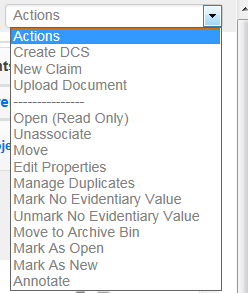 Actions
Actions
Create DCS
New Claim
Upload Document
---------------
Open (Read Only)
Unassociate
Move
Edit Properties
Manage Duplicates
Mark No Evidentiary Value
Unmark No Evidentiary Value
Move to Archive Bin
Mark As Open
Mark As New
Annotate